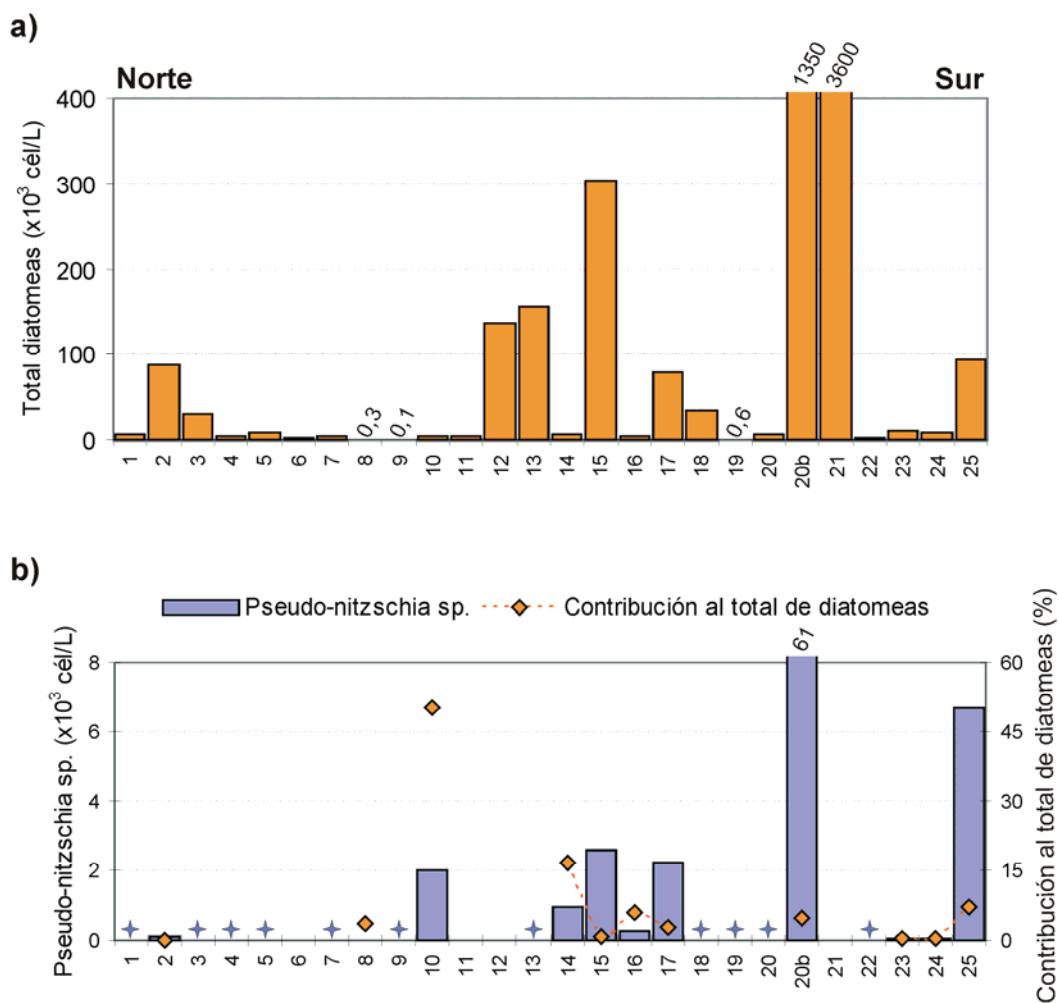 a)
1350
3600
Norte
Sur
400
300
200
100
0
Total diatomeas (x10³ cél/L)
0,3
0,1
0,6
1 2 3 4 5 6 7 8 9 10 11 12 13 14 15 16 17 18 19 20 20b 21 22 23 24 25
b)
Pseudo-nitzschia sp. Contribución al total de diatomeas
61
8
6
4
2
0
Pseudo-nitzschia sp. (x10³ cél/L)
60
45
30
15
0
Contribución al total de diatomeas (%)
1 2 3 4 5 6 7 8 9 10 11 12 13 14 15 16 17 18 19 20 20b 21 22 23 24 25